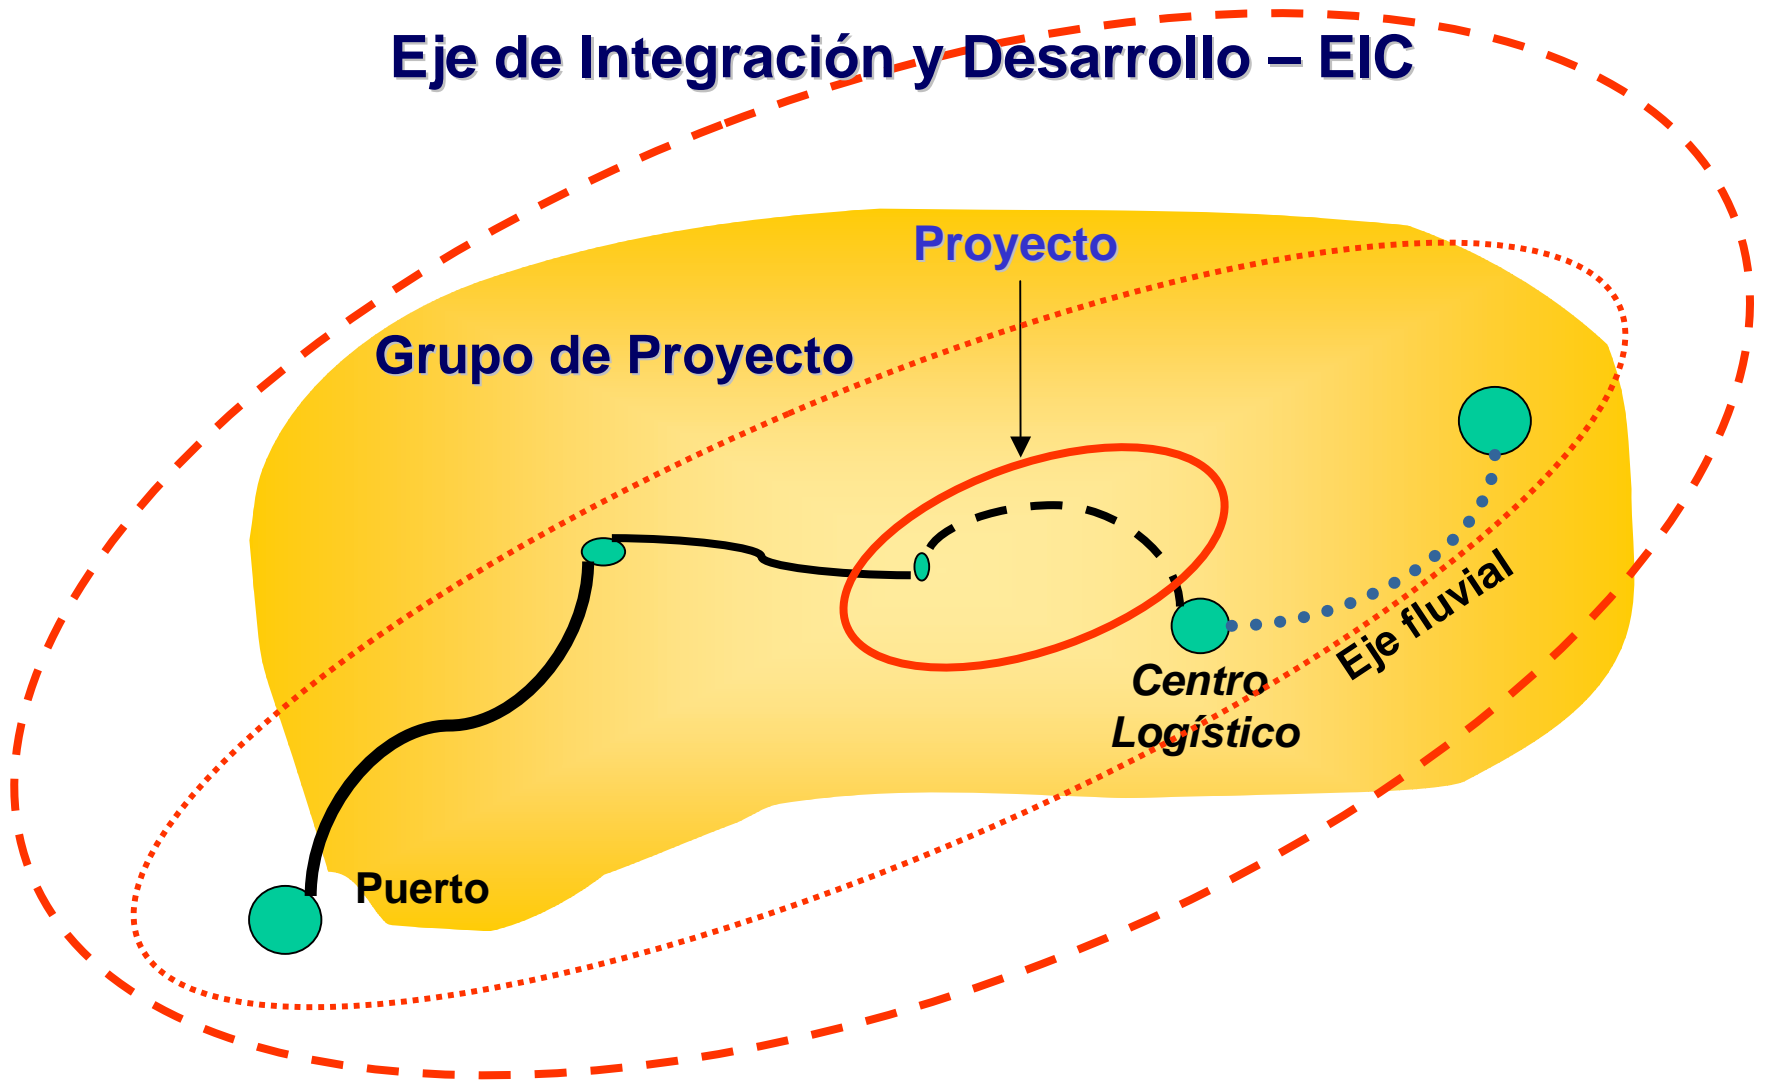 Eje de Integración y Desarrollo – EIC
Proyecto
Grupo de Proyecto
Eje fluvial
Centro
Logístico
Puerto